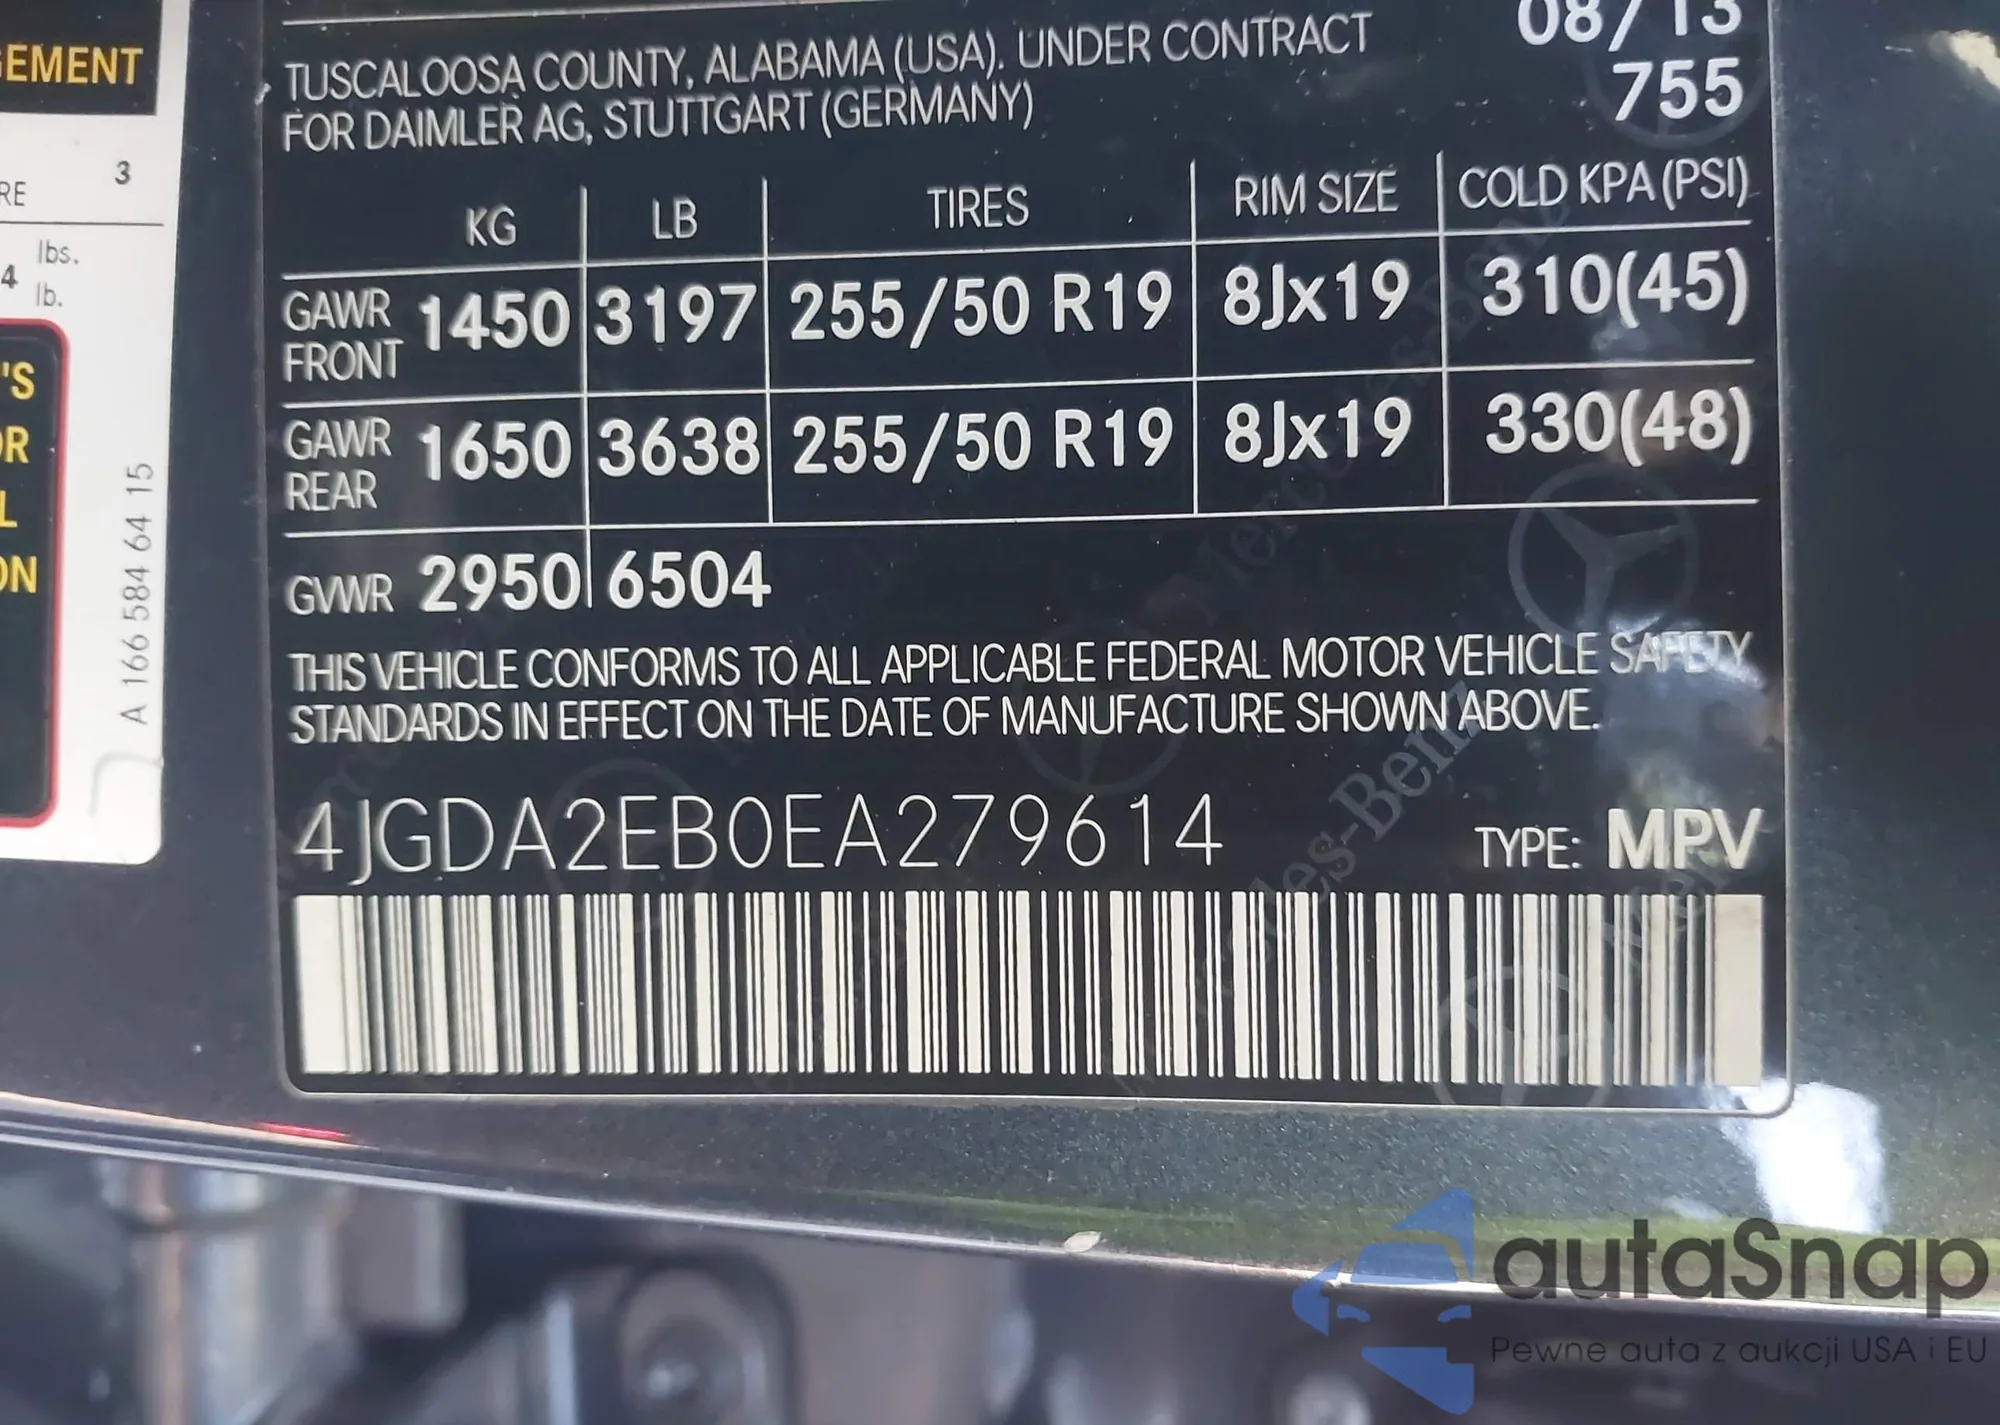 GEMENT
3
RE
lbs.
4
lb.
'S
OR
L
ON
A 166 584 64 15
08/13
TUSCALOOSA COUNTY, ALABAMA (USA). UNDER CONTRACT
FOR DAIMLER AG, STUTTGART (GERMANY)
755
KG LB TIRES RIM SIZE COLD KPA (PSI)
GAWR FRONT 1450 3197 255/50 R19 8Jx19 310(45)
GAWR REAR 1650 3638 255/50 R19 8Jx19 330(48)
GVWR 2950 6504
THIS VEHICLE CONFORMS TO ALL APPLICABLE FEDERAL MOTOR VEHICLE SAFETY
STANDARDS IN EFFECT ON THE DATE OF MANUFACTURE SHOWN ABOVE.
4JGDA2EB0EA279614 TYPE: MPV
Mercedes-Benz
autaSnap
Pewne auta z aukcji USA i EU